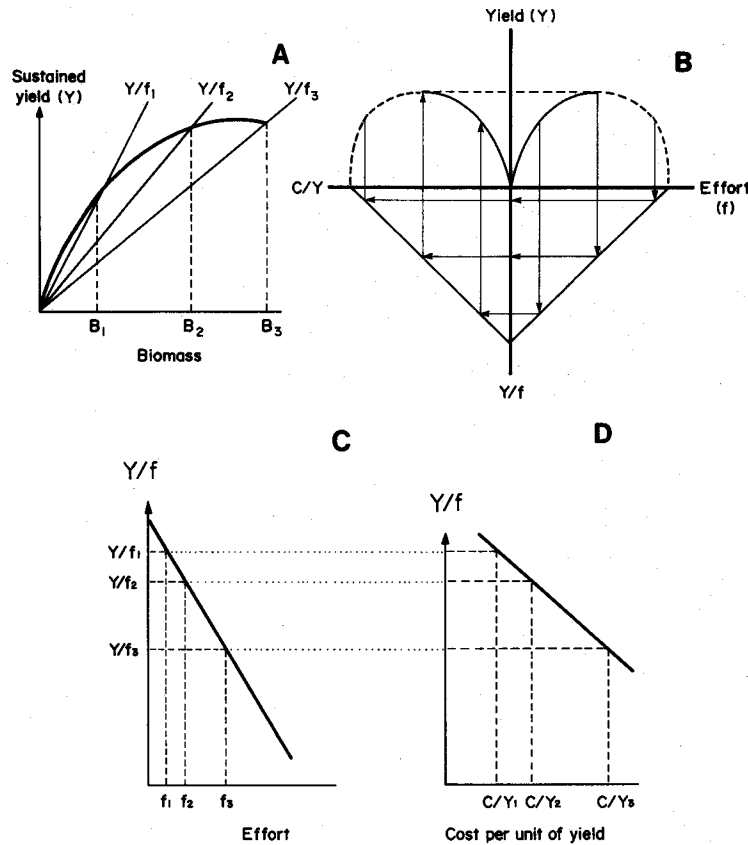 A
Sustained
yield (Y)
Y/f₁
Y/f₂
Y/f₃
B₁
B₂
B₃
Biomass
Yield (Y)
B
C/Y
Effort
(f)
Y/f
C
Y/f
Y/f₁
Y/f₂
Y/f₃
f₁
f₂
f₃
Effort
D
Y/f
C/Y₁
C/Y₂
C/Y₃
Cost per unit of yield